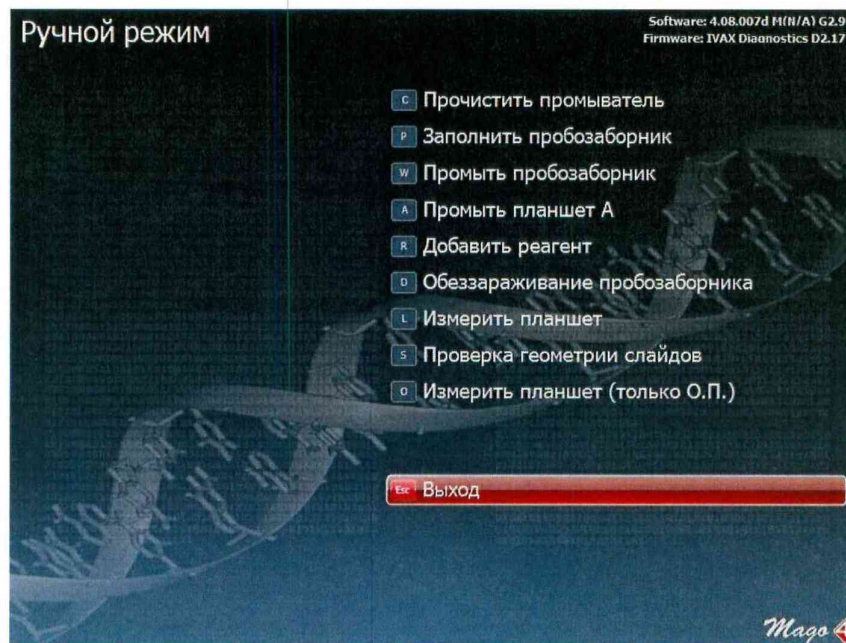 Ручной режим
Software: 4.08.007d M(N/A) G2.9
Firmware: IVAX Diagnostics D2.17
C Прочистить промыватель
P Заполнить пробозаборник
W Промыть пробозаборник
A Промыть планшет А
R Добавить реагент
D Обеззараживание пробозаборника
L Измерить планшет
S Проверка геометрии слайдов
O Измерить планшет (только О.П.)
Esc Выход
Mago 4